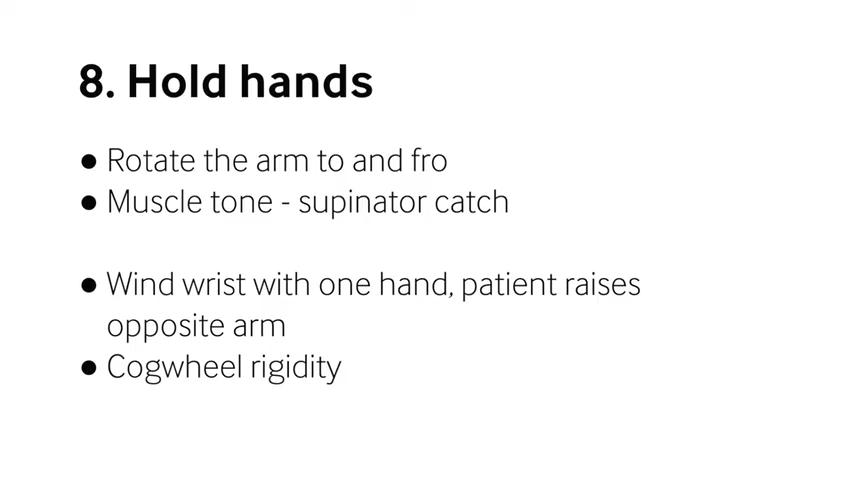 8. Hold hands
● Rotate the arm to and fro
● Muscle tone - supinator catch
● Wind wrist with one hand, patient raises
opposite arm
● Cogwheel rigidity